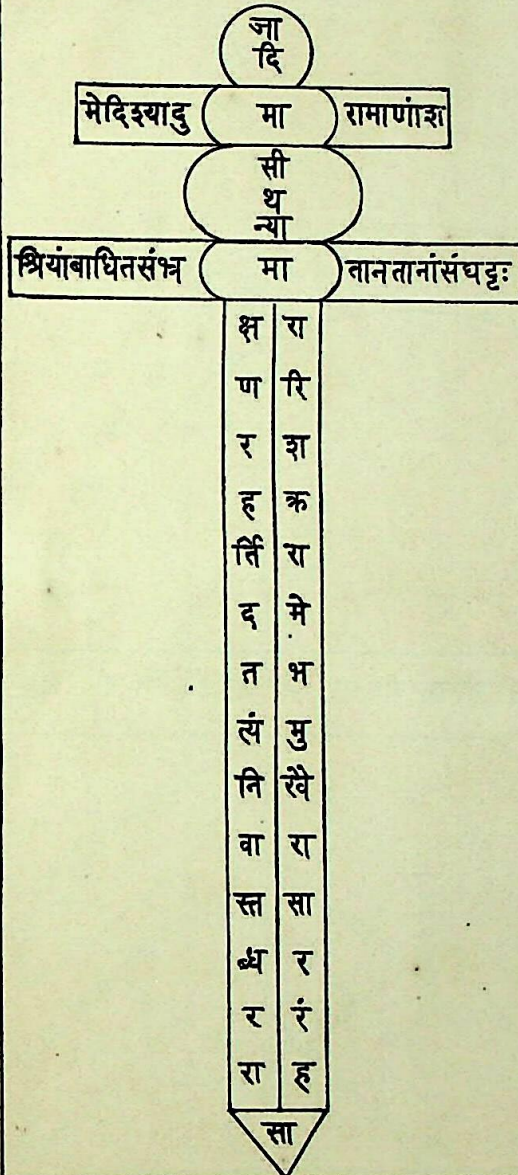 जा
दि
मेदिश्यादु मा रामाणांश
सी
थ
न्या
श्रियांबाधितसंभ्र मा तानतानांसंघट्टः
क्ष रा
ण रि
र श
ह क्र
र्ति रा
द मे
त भ
त्यं मु
नि खे
वा रा
स्त सा
ब्ध र
र रं
रा ह
सा